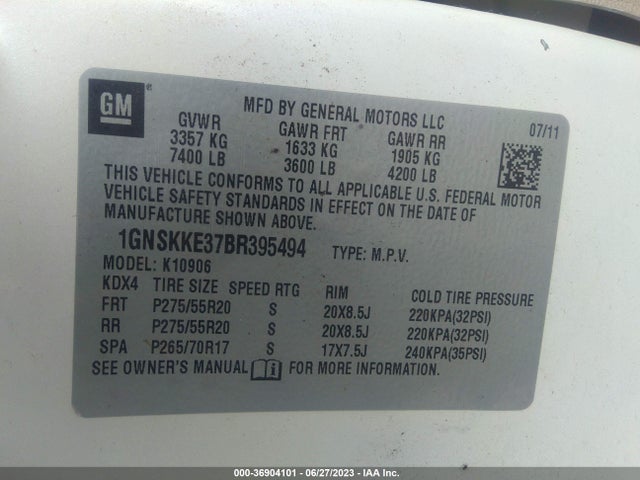 GM®
MFD BY GENERAL MOTORS LLC
07/11
GVWR GAWR FRT GAWR RR
3357 KG 1633 KG 1905 KG
7400 LB 3600 LB 4200 LB
THIS VEHICLE CONFORMS TO ALL APPLICABLE U.S. FEDERAL MOTOR
VEHICLE SAFETY STANDARDS IN EFFECT ON THE DATE OF
MANUFACTURE SHOWN ABOVE.
1GNSKKE37BR395494 TYPE: M.P.V.
MODEL: K10906
KDX4 TIRE SIZE SPEED RTG RIM COLD TIRE PRESSURE
FRT P275/55R20 S 20X8.5J 220KPA(32PSI)
RR P275/55R20 S 20X8.5J 220KPA(32PSI)
SPA P265/70R17 S 17X7.5J 240KPA(35PSI)
SEE OWNER'S MANUAL FOR MORE INFORMATION.
000-36904101 - 06/27/2023 - IAA Inc.